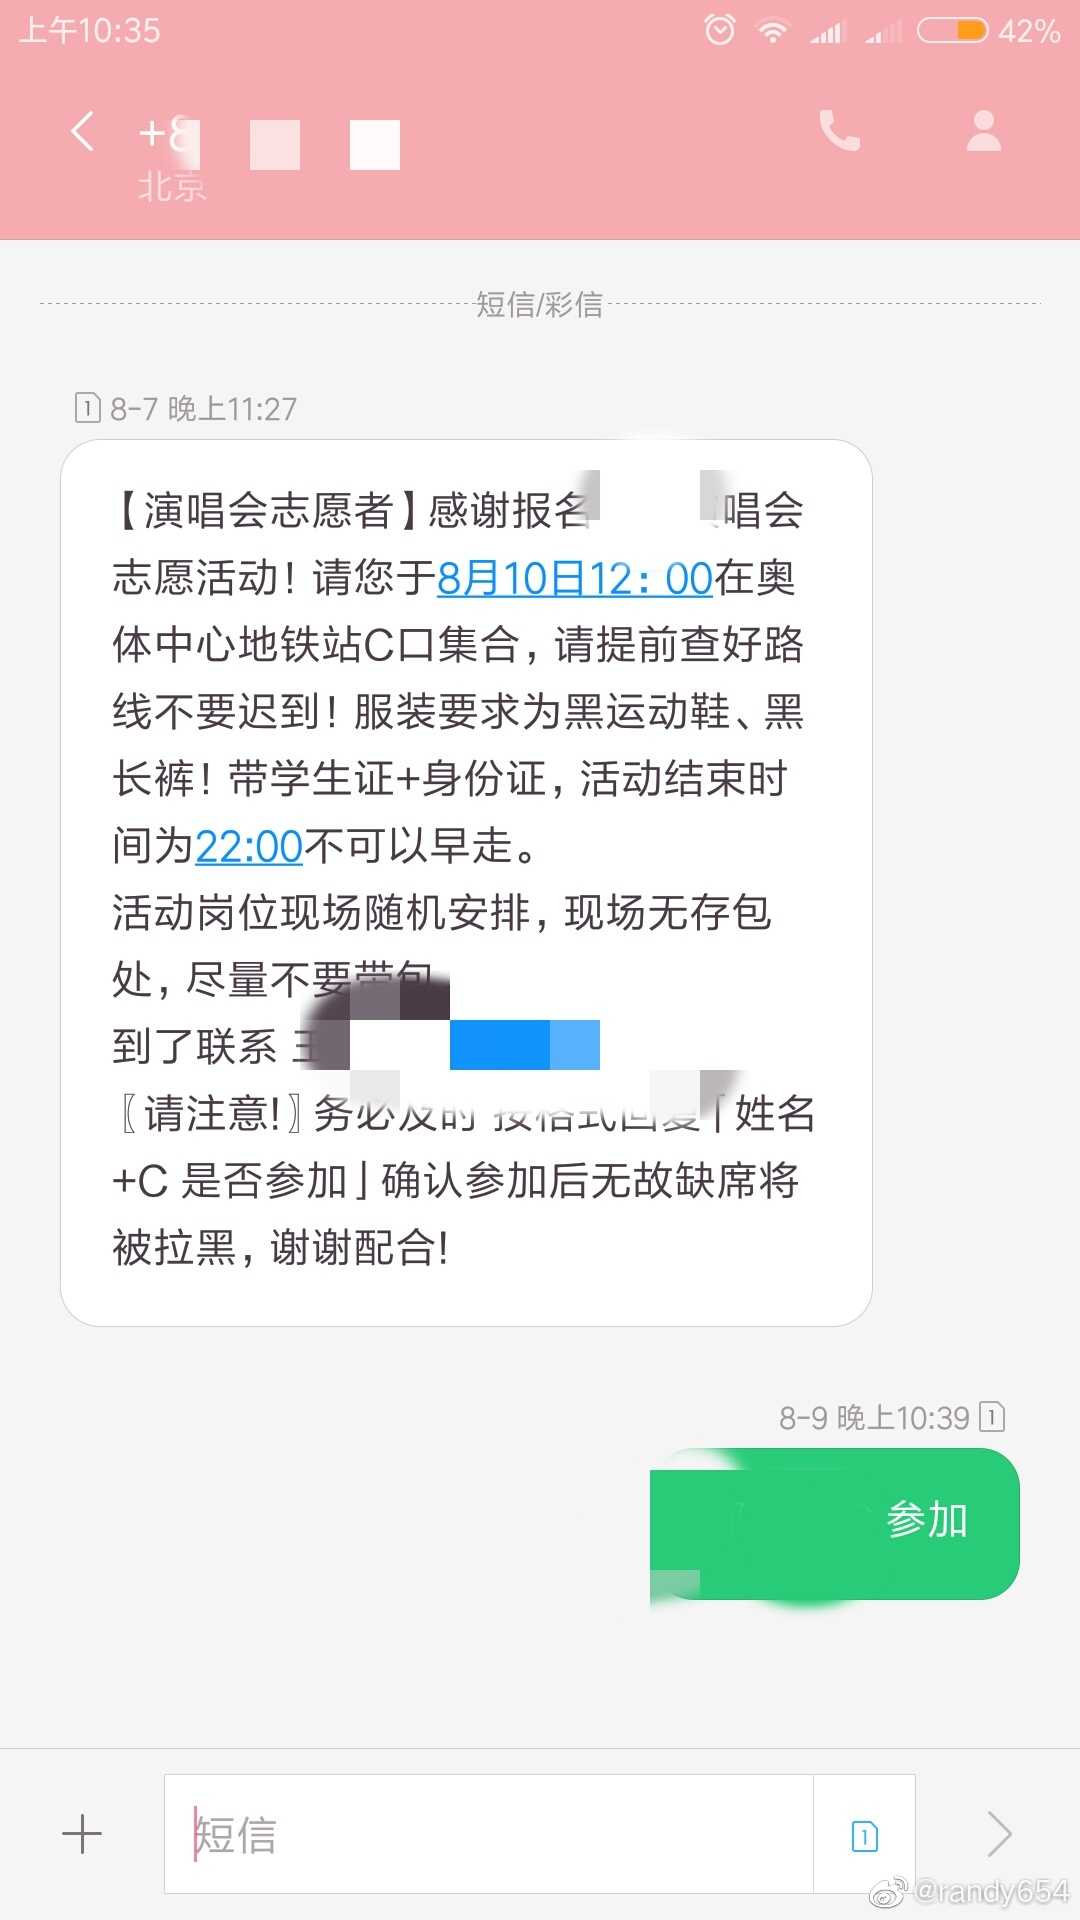 上午10:35
42%
+8
北京
短信/彩信
1 8-7 晚上11:27
【演唱会志愿者】感谢报名 唱会
志愿活动！请您于8月10日12：00在奥
体中心地铁站C口集合，请提前查好路
线不要迟到！服装要求为黑运动鞋、黑
长裤！带学生证+身份证，活动结束时
间为22:00不可以早走。
活动岗位现场随机安排，现场无存包
处，尽量不要带包
到了联系 王
〖请注意!〗务必及时 按格式回复「姓名
+C 是否参加」确认参加后无故缺席将
被拉黑，谢谢配合!
8-9 晚上10:39 1
参加
短信
1
@randy654